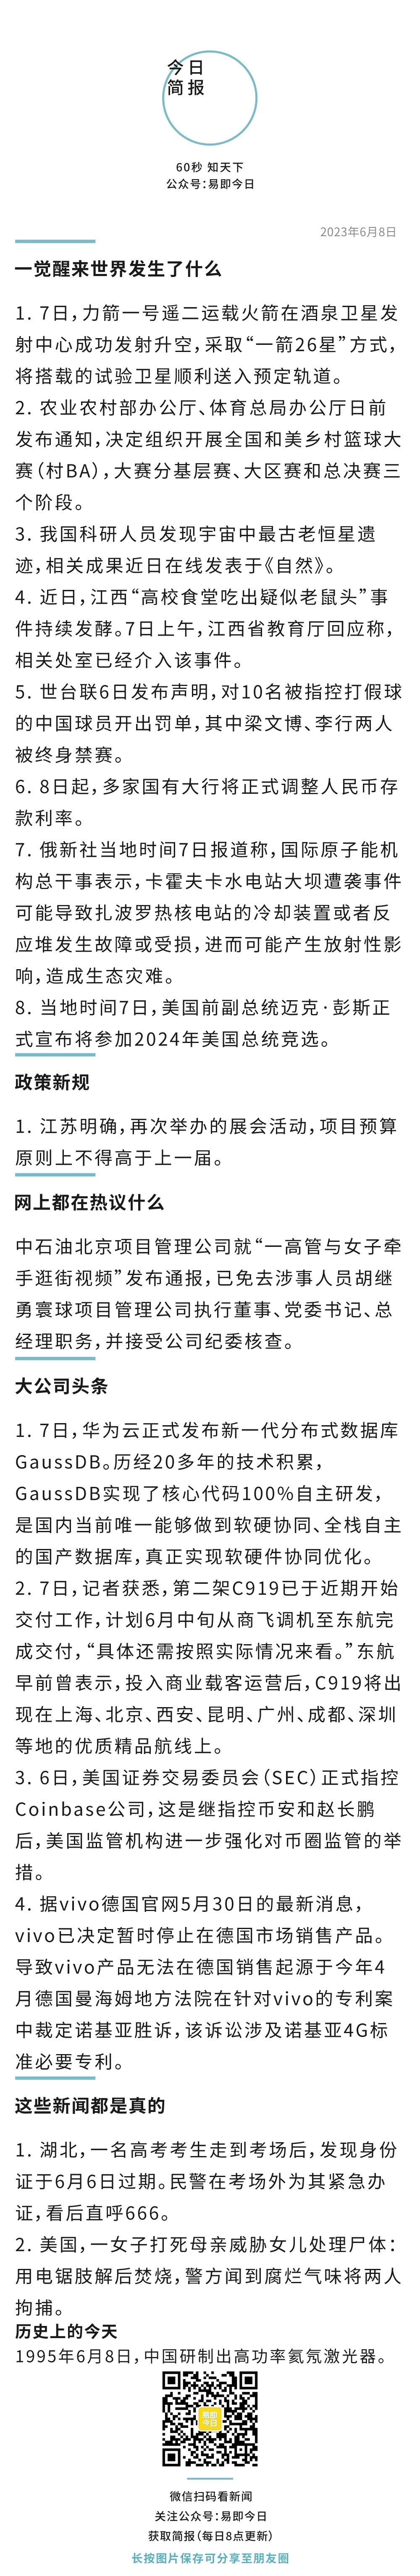 今日
简报
60秒 知天下
公众号：易即今日
2023年6月8日
一觉醒来世界发生了什么
1. 7日，力箭一号遥二运载火箭在酒泉卫星发
射中心成功发射升空，采取“一箭26星”方式，
将搭载的试验卫星顺利送入预定轨道。
2. 农业农村部办公厅、体育总局办公厅日前
发布通知，决定组织开展全国和美乡村篮球大
赛（村BA），大赛分基层赛、大区赛和总决赛三
个阶段。
3. 我国科研人员发现宇宙中最古老恒星遗
迹，相关成果近日在线发表于《自然》。
4. 近日，江西“高校食堂吃出疑似老鼠头”事
件持续发酵。7日上午，江西省教育厅回应称，
相关处室已经介入该事件。
5. 世台联6日发布声明，对10名被指控打假球
的中国球员开出罚单，其中梁文博、李行两人
被终身禁赛。
6. 8日起，多家国有大行将正式调整人民币存
款利率。
7. 俄新社当地时间7日报道称，国际原子能机
构总干事表示，卡霍夫卡水电站大坝遭袭事件
可能导致扎波罗热核电站的冷却装置或者反
应堆发生故障或受损，进而可能产生放射性影
响，造成生态灾难。
8. 当地时间7日，美国前副总统迈克·彭斯正
式宣布将参加2024年美国总统竞选。
政策新规
1. 江苏明确，再次举办的展会活动，项目预算
原则上不得高于上一届。
网上都在热议什么
中石油北京项目管理公司就“一高管与女子牵
手逛街视频”发布通报，已免去涉事人员胡继
勇寰球项目管理公司执行董事、党委书记、总
经理职务，并接受公司纪委核查。
大公司头条
1. 7日，华为云正式发布新一代分布式数据库
GaussDB。历经20多年的技术积累，
GaussDB实现了核心代码100%自主研发，
是国内当前唯一能够做到软硬协同、全栈自主
的国产数据库，真正实现软硬件协同优化。
2. 7日，记者获悉，第二架C919已于近期开始
交付工作，计划6月中旬从商飞调机至东航完
成交付，“具体还需按照实际情况来看。”东航
早前曾表示，投入商业载客运营后，C919将出
现在上海、北京、西安、昆明、广州、成都、深圳
等地的优质精品航线上。
3. 6日，美国证券交易委员会（SEC）正式指控
Coinbase公司，这是继指控币安和赵长鹏
后，美国监管机构进一步强化对币圈监管的举
措。
4. 据vivo德国官网5月30日的最新消息，
vivo已决定暂时停止在德国市场销售产品。
导致vivo产品无法在德国销售起源于今年4
月德国曼海姆地方法院在针对vivo的专利案
中裁定诺基亚胜诉，该诉讼涉及诺基亚4G标
准必要专利。
这些新闻都是真的
1. 湖北，一名高考考生走到考场后，发现身份
证于6月6日过期。民警在考场外为其紧急办
证，看后直呼666。
2. 美国，一女子打死母亲威胁女儿处理尸体：
用电锯肢解后焚烧，警方闻到腐烂气味将两人
拘捕。
历史上的今天
1995年6月8日，中国研制出高功率氦氖激光器。
易即
今日
微信扫码看新闻
关注公众号：易即今日
获取简报（每日8点更新）
长按图片保存可分享至朋友圈